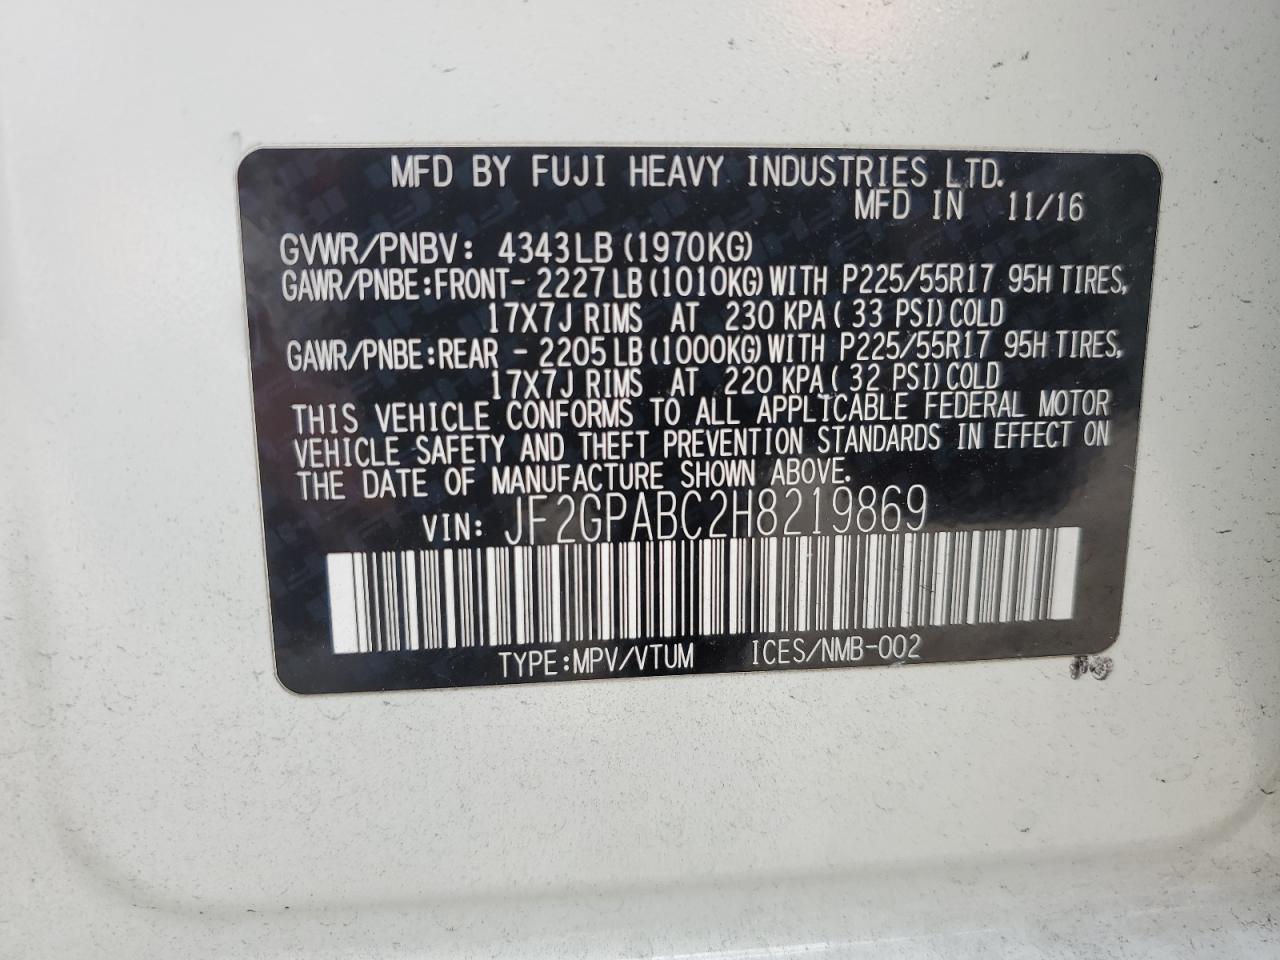 MFD BY FUJI HEAVY INDUSTRIES LTD.
MFD IN 11/16
GVWR/PNBV: 4343LB (1970KG)
GAWR/PNBE:FRONT- 2227LB(1010KG)WITH P225/55R17 95H TIRES,
17X7J RIMS AT 230 KPA( 33 PSI)COLD
GAWR/PNBE:REAR - 2205LB(1000KG)WITH P225/55R17 95H TIRES,
17X7J RIMS AT 220 KPA( 32 PSI)COLD
THIS VEHICLE CONFORMS TO ALL APPLICABLE FEDERAL MOTOR
VEHICLE SAFETY AND THEFT PREVENTION STANDARDS IN EFFECT ON
THE DATE OF MANUFACTURE SHOWN ABOVE.
VIN: JF2GPABC2H8219869
TYPE:MPV/VTUM ICES/NMB-002